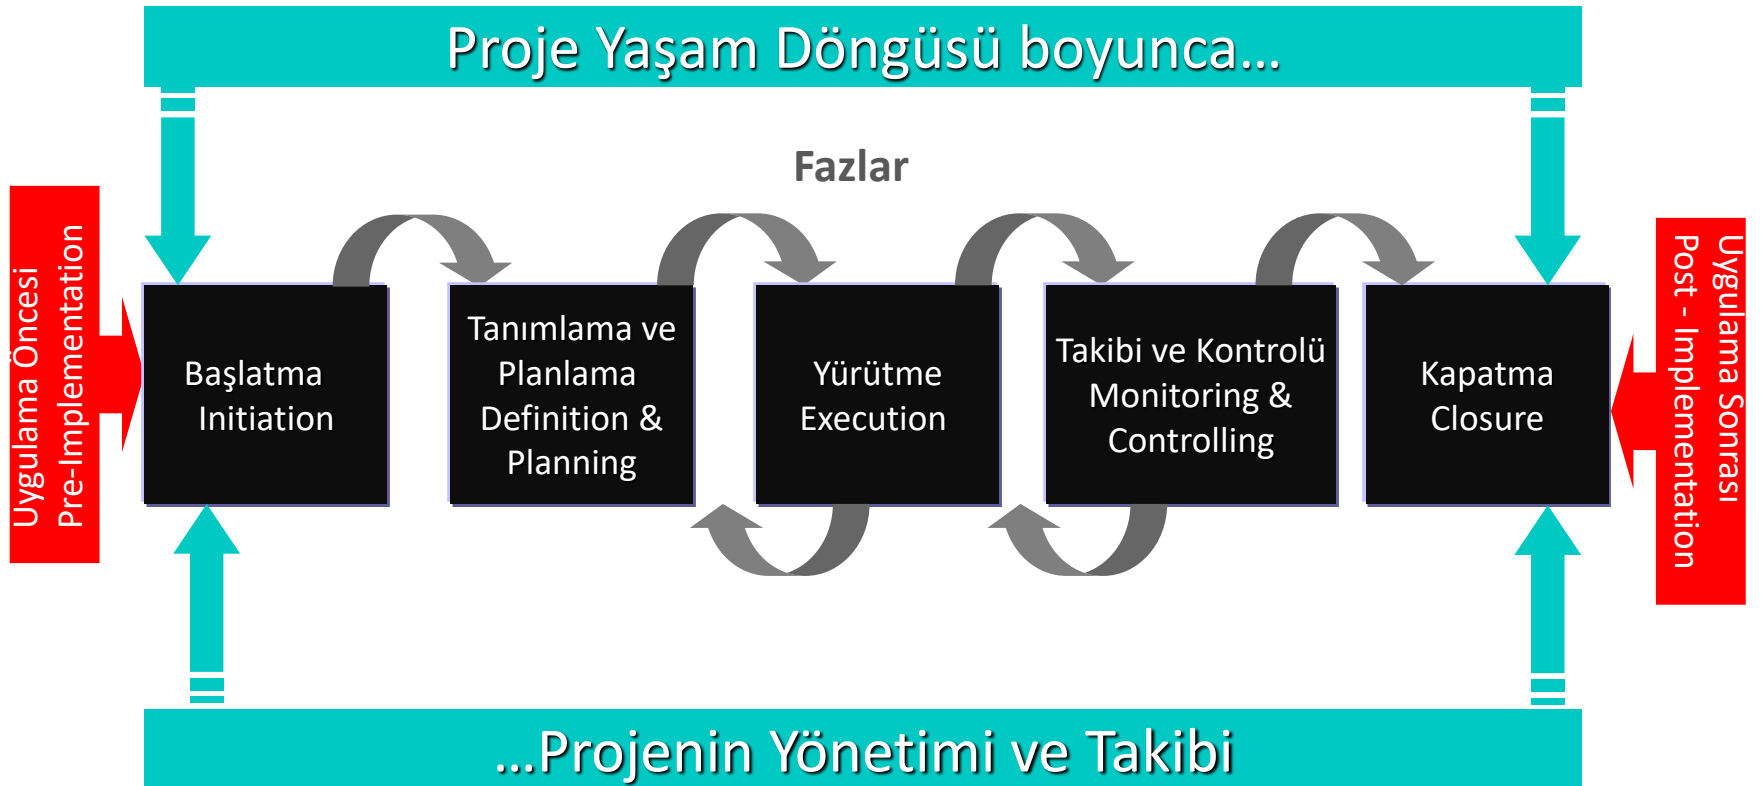 Proje Yaşam Döngüsü boyunca...
Fazlar
Uygulama Öncesi
Pre-Implementation
Başlatma
Initiation
Tanımlama ve
Planlama
Definition &
Planning
Yürütme
Execution
Takibi ve Kontrolü
Monitoring &
Controlling
Kapatma
Closure
Uygulama Sonrası
Post - Implementation
...Projenin Yönetimi ve Takibi